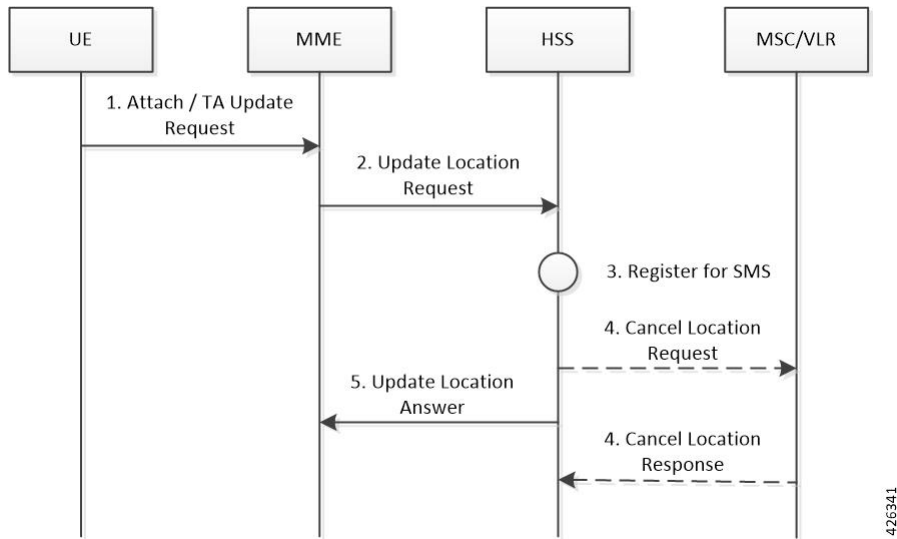 UE
MME
HSS
MSC/VLR
1. Attach / TA Update
Request
2. Update Location
Request
3. Register for SMS
4. Cancel Location
Request
5. Update Location
Answer
4. Cancel Location
Response
426341